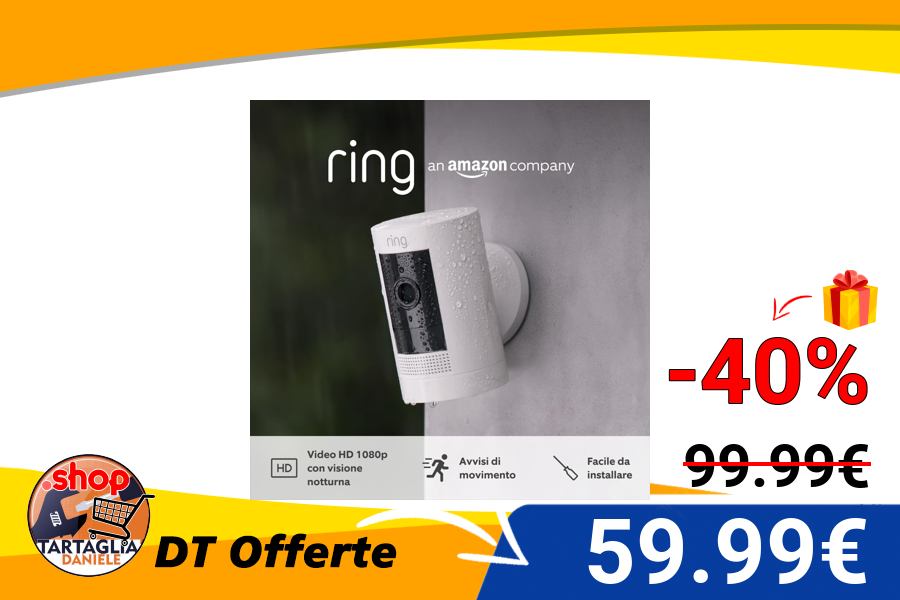 ring an amazon company
ring
Video HD 1080p
con visione
notturna
Avvisi di
movimento
Facile da
installare
HD
-40%
99.99€
59.99€
.shop
TARTAGLIA
DANIELE
DT Offerte